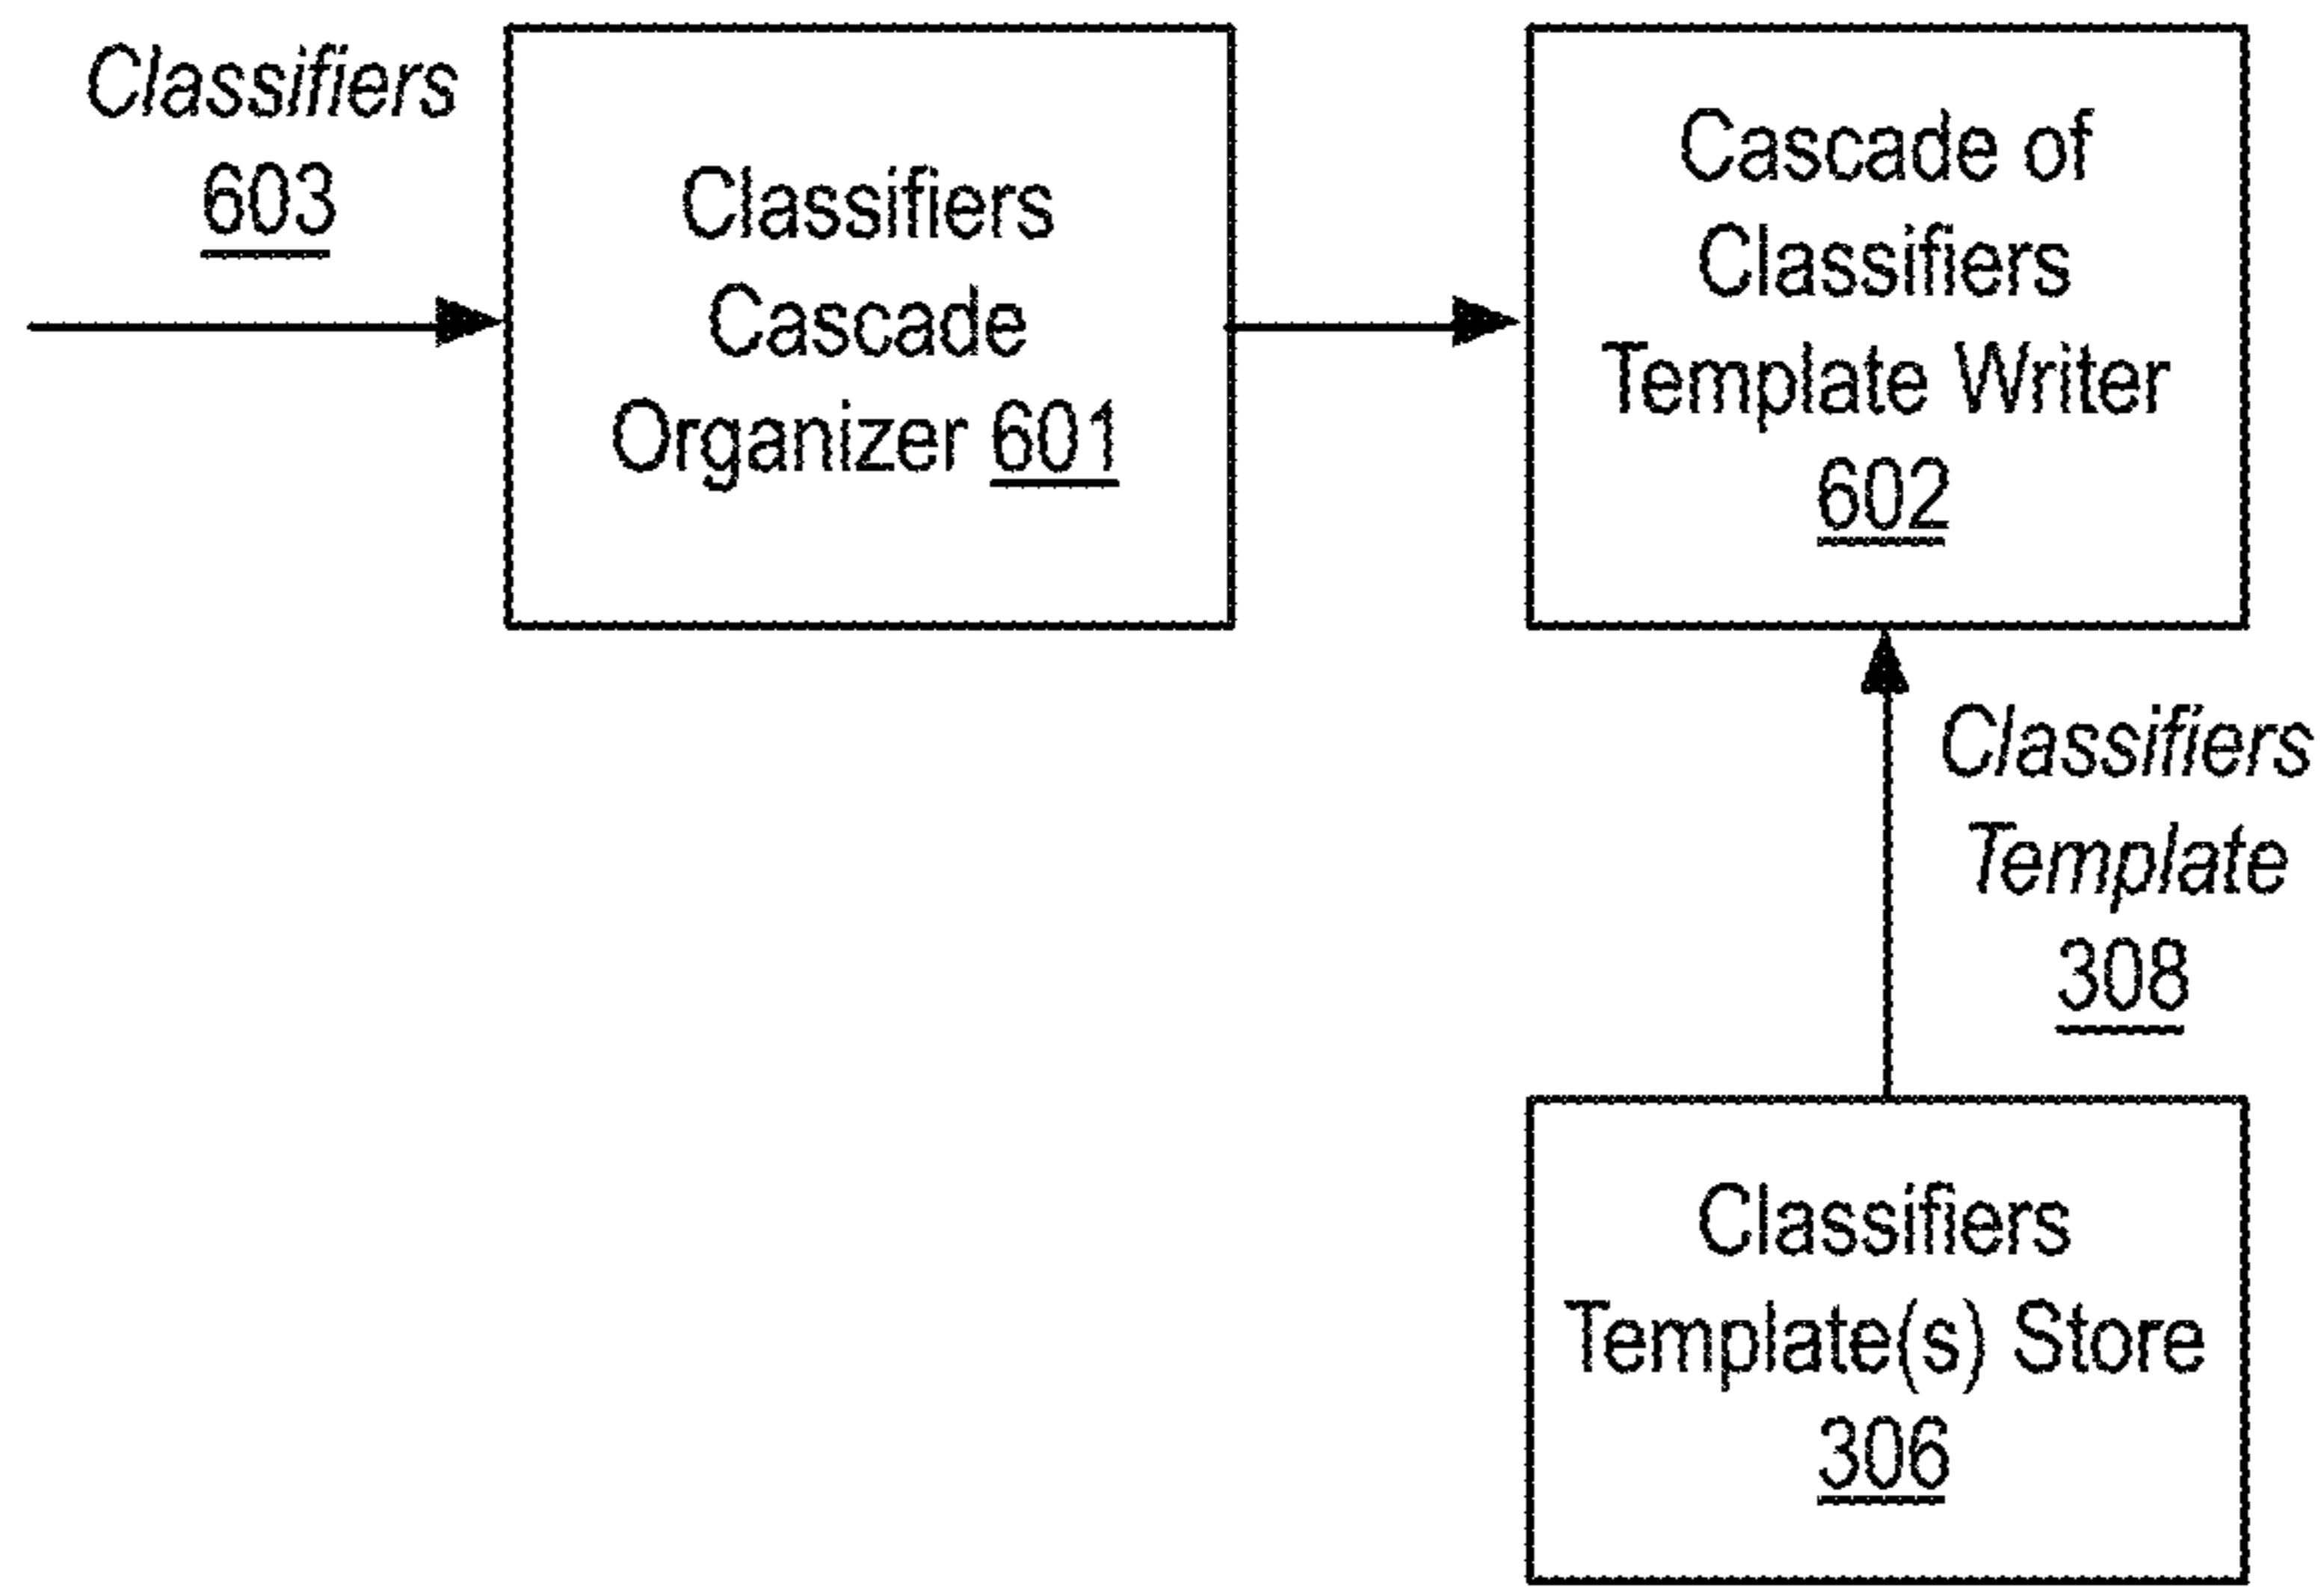 Classifiers
603
Classifiers
Cascade
Organizer 601
Cascade of
Classifiers
Template Writer
602
Classifiers
Template
308
Classifiers
Template(s) Store
306